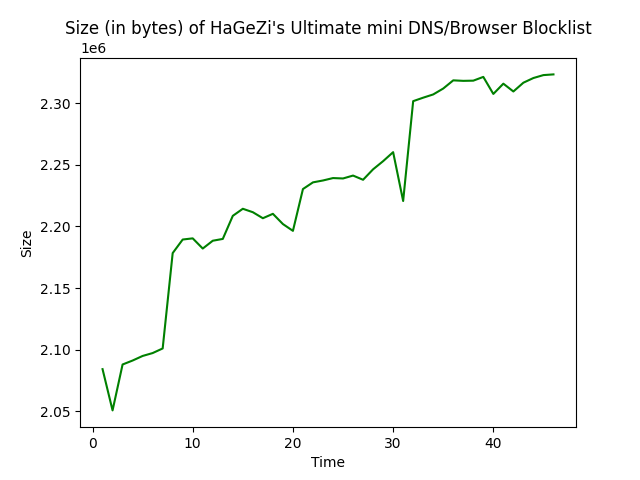 Size (in bytes) of HaGeZi's Ultimate mini DNS/Browser Blocklist
1e6
2.30
2.25
2.20
2.15
2.10
2.05
Size
0 10 20 30 40
Time